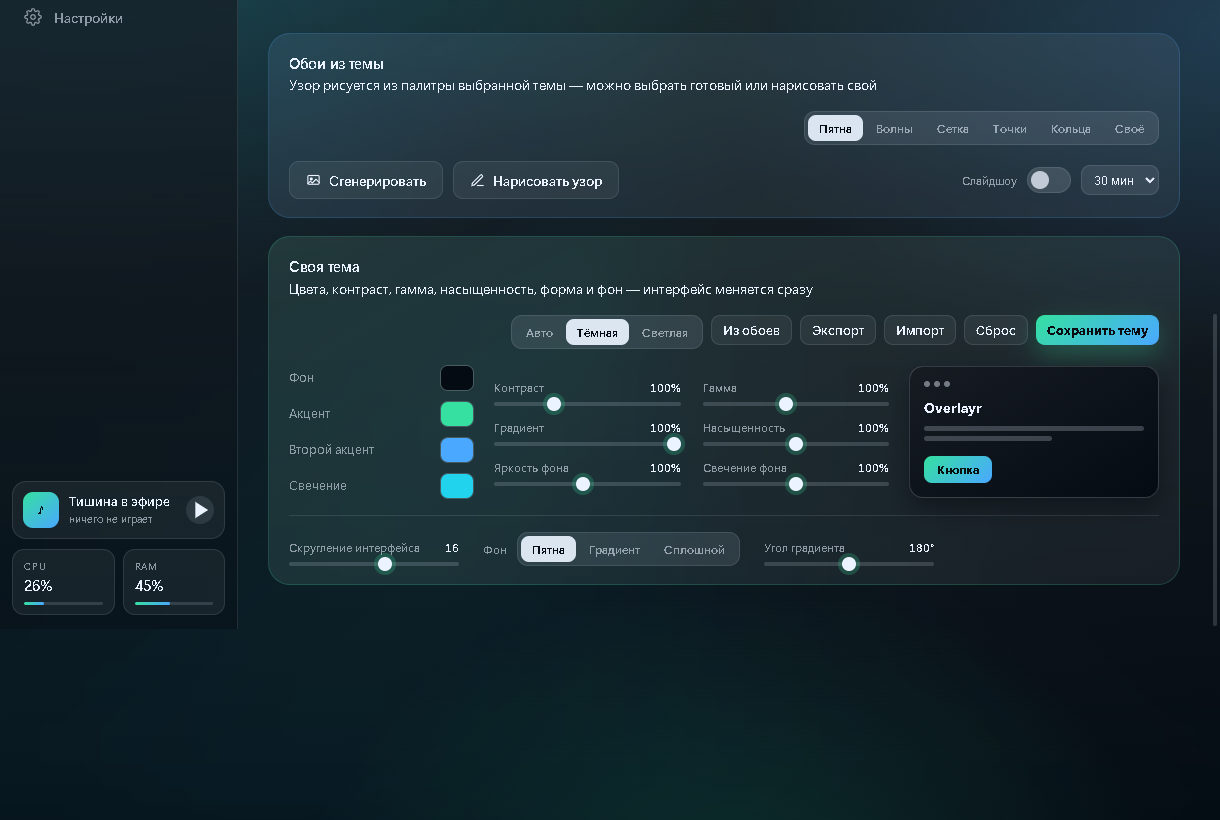 Настройки
Обои из темы
Узор рисуется из палитры выбранной темы — можно выбрать готовый или нарисовать свой
Пятна Волны Сетка Точки Кольца Своё
Сгенерировать Нарисовать узор Слайдшоу 30 мин
Своя тема
Цвета, контраст, гамма, насыщенность, форма и фон — интерфейс меняется сразу
Авто Тёмная Светлая Из обоев Экспорт Импорт Сброс Сохранить тему
Фон
Акцент
Второй акцент
Свечение
Контраст 100% Гамма 100%
Градиент 100% Насыщенность 100%
Яркость фона 100% Свечение фона 100%
Overlayr
Кнопка
Скругление интерфейса 16 Фон Пятна Градиент Сплошной Угол градиента 180°
Тишина в эфире
ничего не играет
CPU RAM
26% 45%